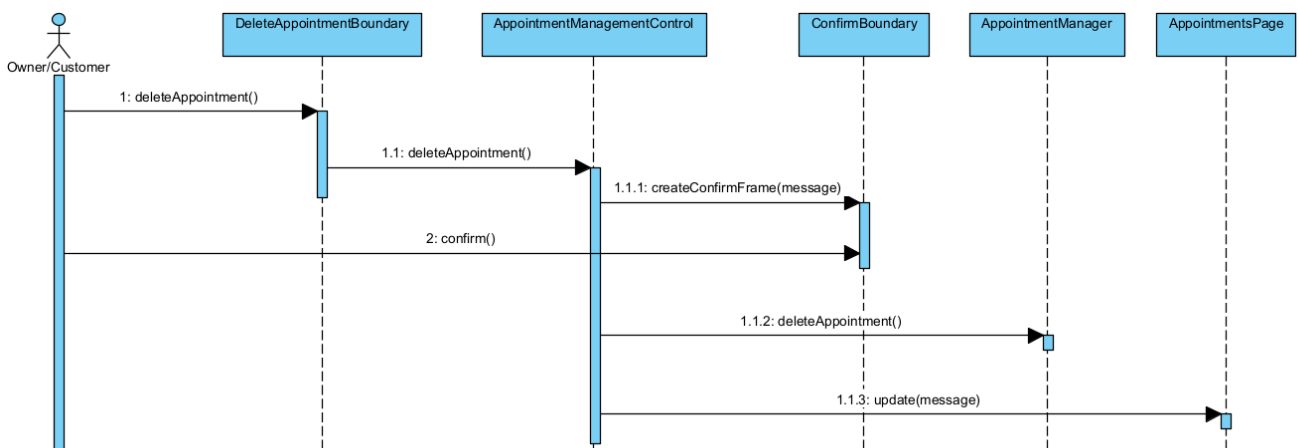 DeleteAppointmentBoundary
AppointmentManagementControl
ConfirmBoundary
AppointmentManager
AppointmentsPage
Owner/Customer
1: deleteAppointment()
1.1: deleteAppointment()
1.1.1: createConfirmFrame(message)
2: confirm()
1.1.2: deleteAppointment()
1.1.3: update(message)